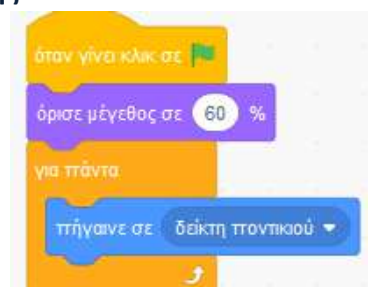 όταν γίνει κλικ σε
όρισε μέγεθος σε 60 %
για πάντα
πήγαινε σε δείκτη ποντικιού